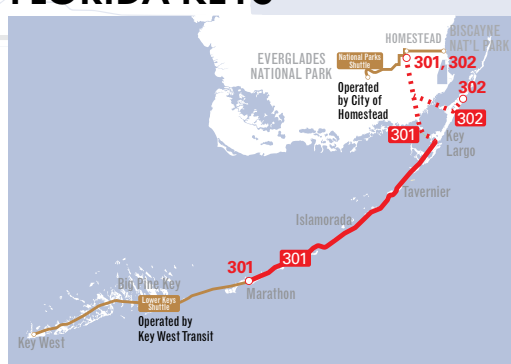 FLORIDA KEYS
HOMESTEAD
BISCAYNE
NAT'L PARK
EVERGLADES
NATIONAL PARK
National Parks
Shuttle
301, 302
Operated
by City of
Homestead
302
302
301
Key
Largo
Tavernier
Islamorada
301
301
Big Pine Key
Marathon
Lower Keys
Shuttle
Operated by
Key West Transit
Key West